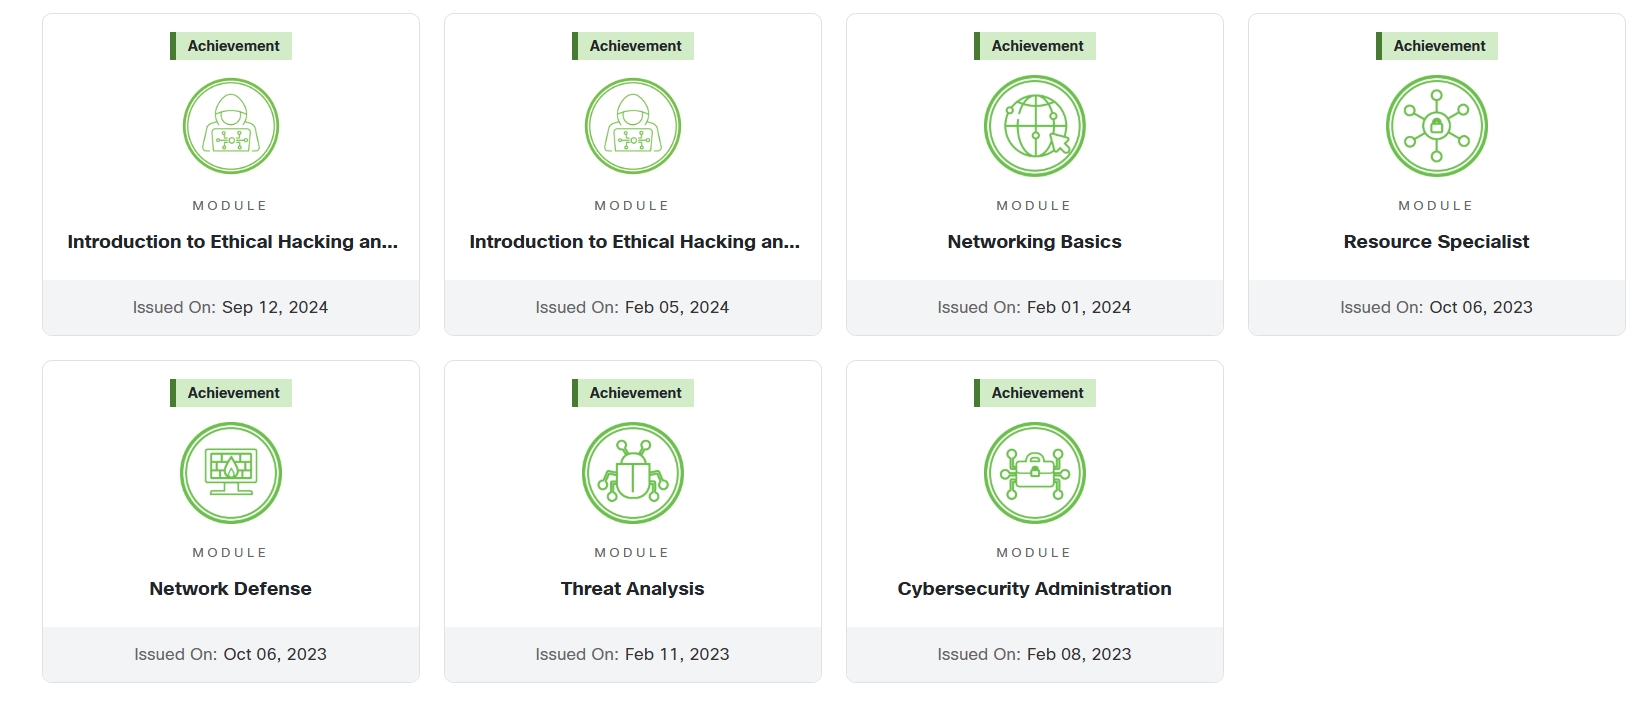 Achievement
MODULE
Introduction to Ethical Hacking an...
Issued On: Sep 12, 2024
Achievement
MODULE
Introduction to Ethical Hacking an...
Issued On: Feb 05, 2024
Achievement
MODULE
Networking Basics
Issued On: Feb 01, 2024
Achievement
MODULE
Resource Specialist
Issued On: Oct 06, 2023
Achievement
MODULE
Network Defense
Issued On: Oct 06, 2023
Achievement
MODULE
Threat Analysis
Issued On: Feb 11, 2023
Achievement
MODULE
Cybersecurity Administration
Issued On: Feb 08, 2023